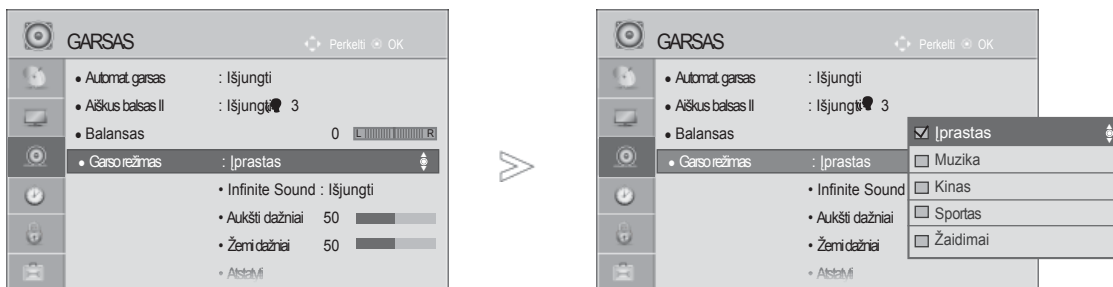 GARSAS Perkelti OK
• Automat. garsas : Išjungti
• Aiškus balsas II : Išjungti 3
• Balansas 0 L R
• Garso režimas : Įprastas
• Infinite Sound : Išjungti
• Aukšti dažniai 50
• Žemi dažniai 50
• Atstatyti
GARSAS Perkelti OK
• Automat. garsas : Išjungti
• Aiškus balsas II : Išjungti 3
• Balansas
• Garso režimas : Įprastas
• Infinite Sound
• Aukšti dažniai
• Žemi dažniai
• Atstatyti
Įprastas
Muzika
Kinas
Sportas
Žaidimai